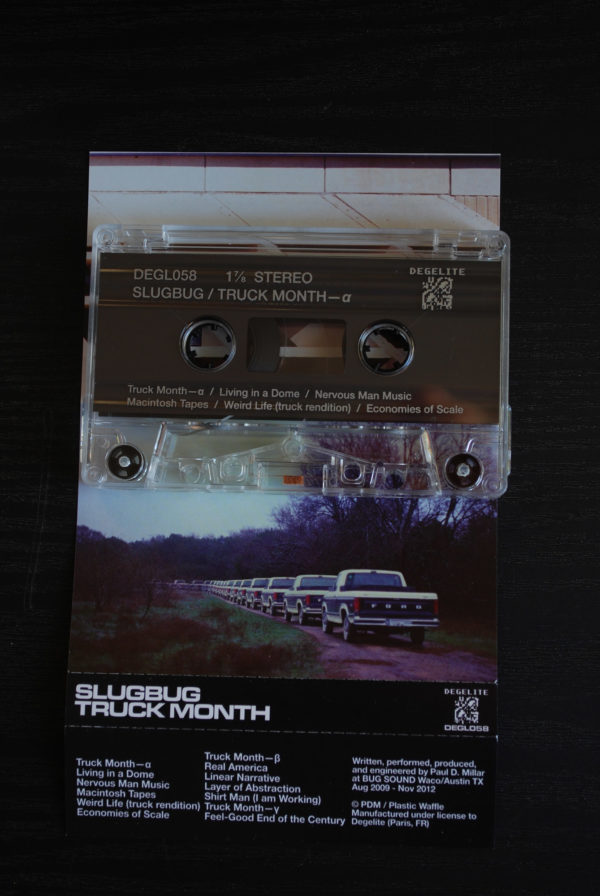 DEGL058 1⅞ STEREO
SLUGBUG / TRUCK MONTH—α
DEGELITE
Truck Month—α / Living in a Dome / Nervous Man Music
Macintosh Tapes / Weird Life (truck rendition) / Economies of Scale
FORD
SLUGBUG
TRUCK MONTH
DEGELITE
DEGL058
Truck Month—α
Living in a Dome
Nervous Man Music
Macintosh Tapes
Weird Life (truck rendition)
Economies of Scale
Truck Month—β
Real America
Linear Narrative
Layer of Abstraction
Shirt Man (I am Working)
Truck Month—γ
Feel-Good End of the Century
Written, performed, produced,
and engineered by Paul D. Millar
at BUG SOUND Waco/Austin TX
Aug 2009 - Nov 2012
© PDM / Plastic Waffle
Manufactured under license to
Degelite (Paris, FR)